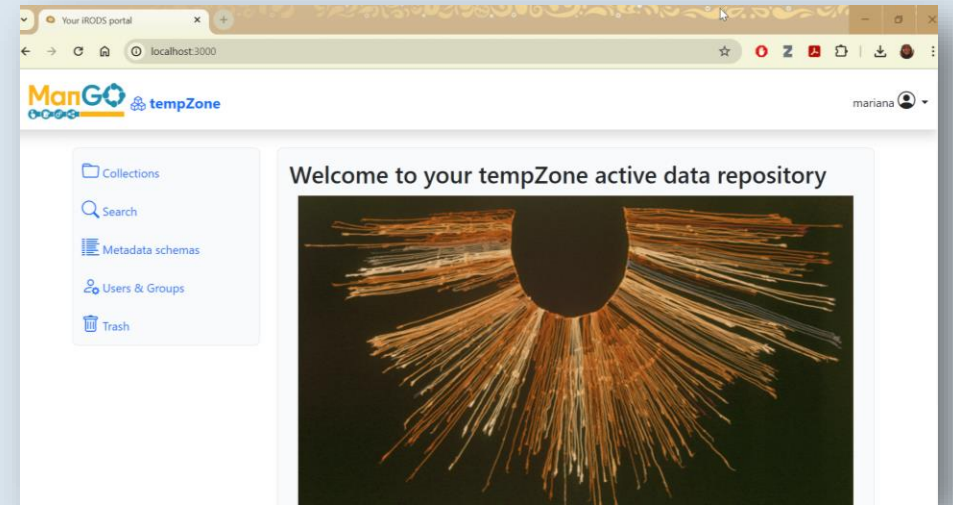 Your iRODS portal
localhost:3000
ManGO tempZone
mariana
Collections
Search
Metadata schemas
Users & Groups
Trash
Welcome to your tempZone active data repository